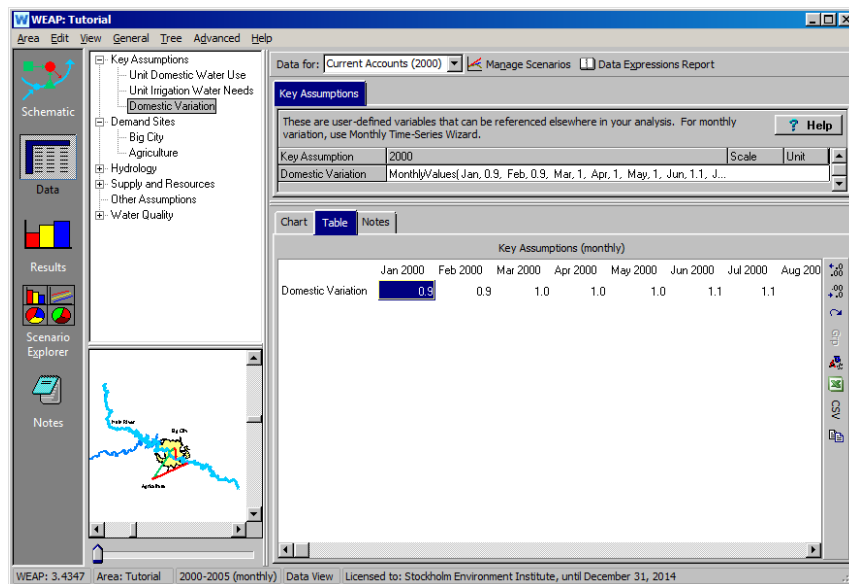 WEAP: Tutorial
Area Edit View General Tree Advanced Help
Schematic
Data
Results
Scenario
Explorer
Notes
Key Assumptions
Unit Domestic Water Use
Unit Irrigation Water Needs
Domestic Variation
Demand Sites
Big City
Agriculture
Hydrology
Supply and Resources
Other Assumptions
Water Quality
Big City
Agriculture
Data for: Current Accounts (2000) Manage Scenarios Data Expressions Report
Key Assumptions
These are user-defined variables that can be referenced elsewhere in your analysis. For monthly
variation, use Monthly Time-Series Wizard.
? Help
Key Assumption 2000 Scale Unit
Domestic Variation MonthlyValues( Jan, 0.9, Feb, 0.9, Mar, 1, Apr, 1, May, 1, Jun, 1.1, J...
Chart Table Notes
Key Assumptions (monthly)
Jan 2000 Feb 2000 Mar 2000 Apr 2000 May 2000 Jun 2000 Jul 2000 Aug 200
Domestic Variation 0.9 0.9 1.0 1.0 1.0 1.1 1.1
CSV
WEAP: 3.4347 Area: Tutorial 2000-2005 (monthly) Data View Licensed to: Stockholm Environment Institute, until December 31, 2014